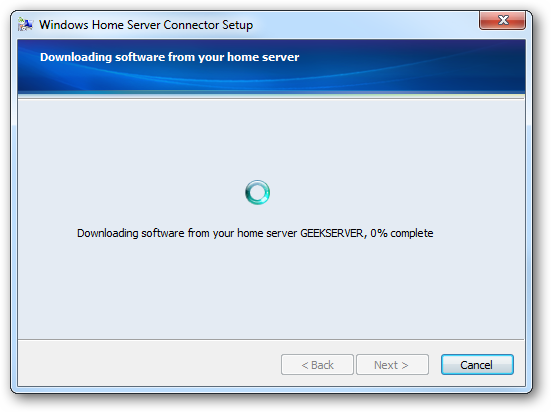 Windows Home Server Connector Setup
Downloading software from your home server
Downloading software from your home server GEEKSERVER, 0% complete
< Back
Next >
Cancel